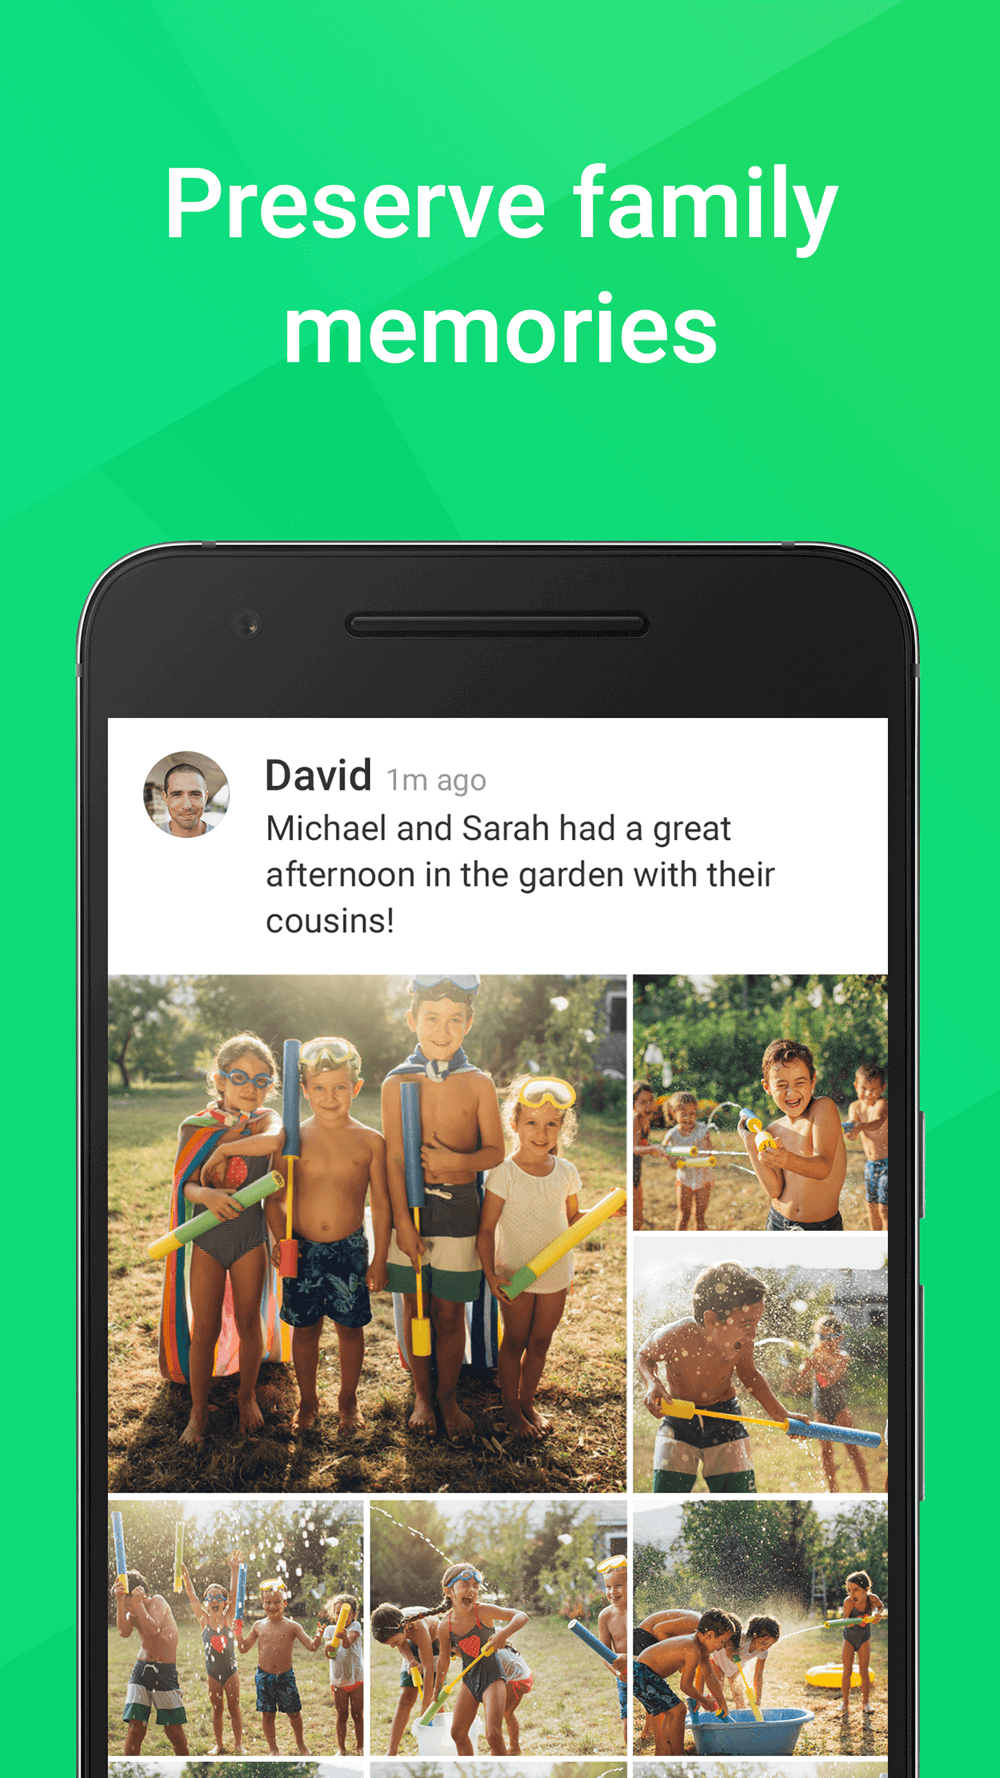 Preserve family
memories
David 1m ago
Michael and Sarah had a great
afternoon in the garden with their
cousins!